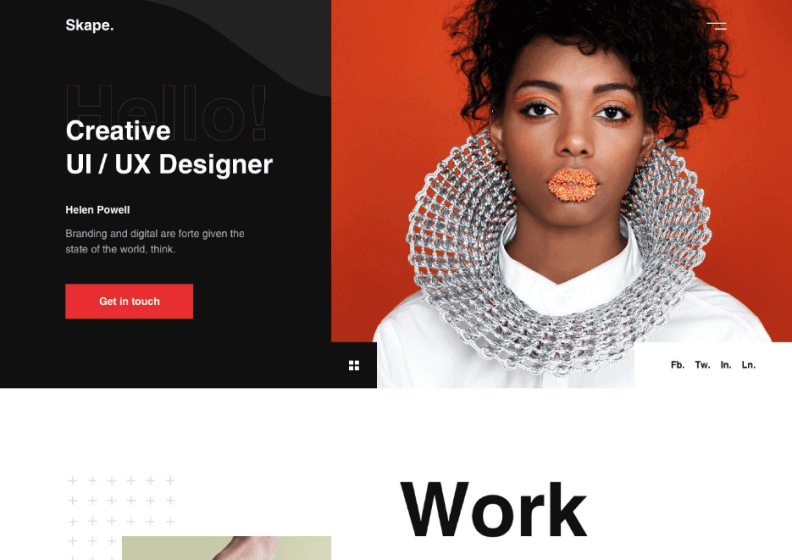 Skape.
Hello!
Creative
UI / UX Designer
Helen Powell
Branding and digital are forte given the
state of the world, think.
Get in touch
Fb. Tw. In. Ln.
Work